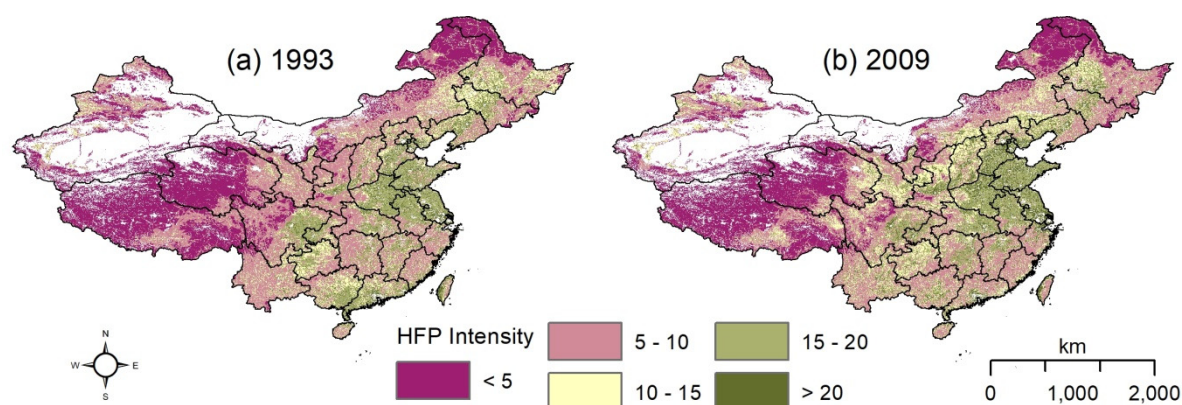 (a) 1993
(b) 2009
N
W E
S
HFP Intensity
< 5
5 - 10
10 - 15
15 - 20
> 20
km
0 1,000 2,000